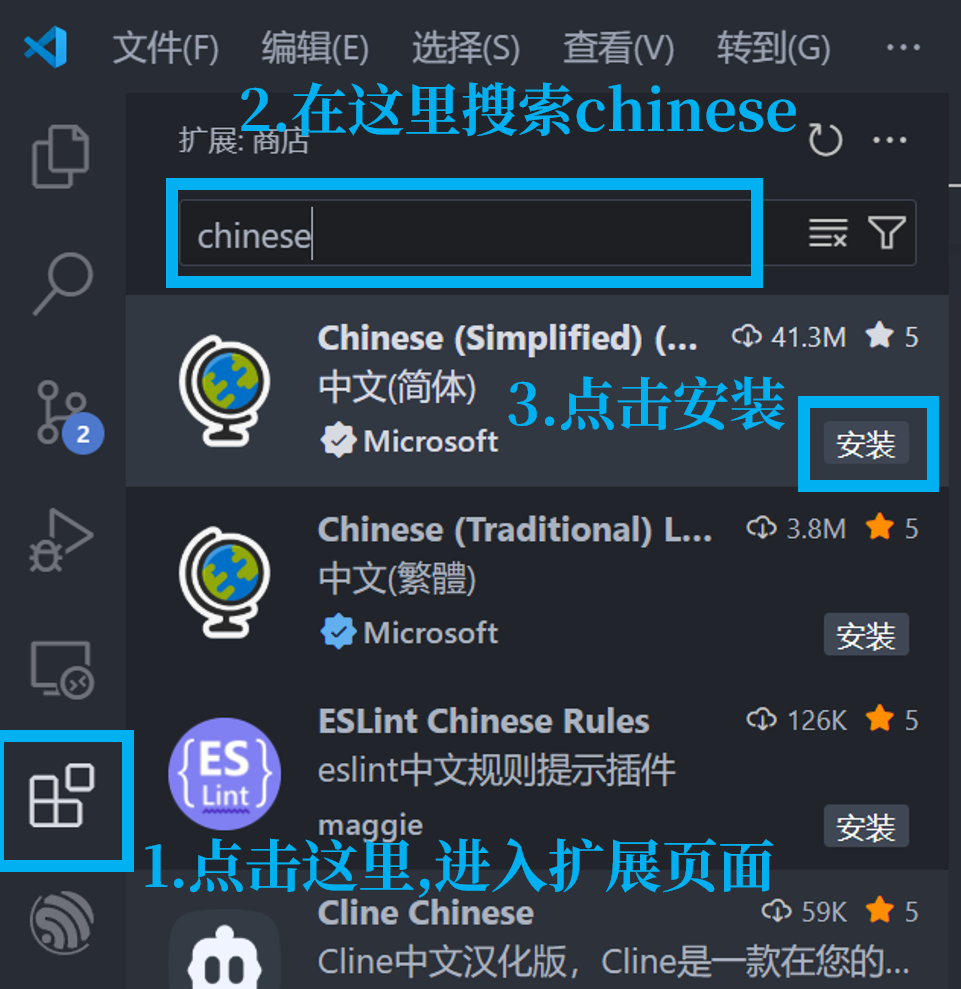 文件(F) 编辑(E) 选择(S) 查看(V) 转到(G) ···
2.在这里搜索chinese
扩展: 商店
chinese
Chinese (Simplified) (... 41.3M 5
中文(简体)
3.点击安装
Microsoft 安装
2
Chinese (Traditional) L... 3.8M 5
中文(繁體)
Microsoft 安装
ESLint Chinese Rules 126K 5
{ES Lint}
eslint中文规则提示插件
maggie 安装
1.点击这里,进入扩展页面
Cline Chinese 59K 5
Cline中文汉化版，Cline是一款在您的...